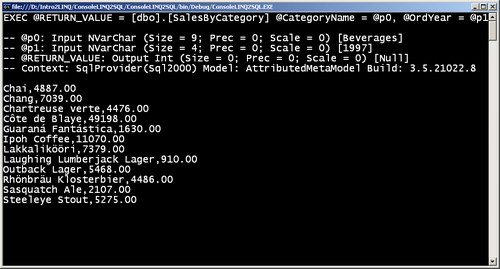 file:///D:/Intro2LINQ/ConsoleLINQ2SQL/ConsoleLINQ2SQL/bin/Debug/ConsoleLINQ2SQL.EXE
EXEC @RETURN_VALUE = [dbo].[SalesByCategory] @CategoryName = @p0, @OrdYear = @p1
-- @p0: Input NVarChar (Size = 9; Prec = 0; Scale = 0) [Beverages]
-- @p1: Input NVarChar (Size = 4; Prec = 0; Scale = 0) [1997]
-- @RETURN_VALUE: Output Int (Size = 0; Prec = 0; Scale = 0) [Null]
-- Context: SqlProvider(Sql2000) Model: AttributedMetaModel Build: 3.5.21022.8
Chai,4887.00
Chang,7039.00
Chartreuse verte,4476.00
Côte de Blaye,49198.00
Guaraná Fantástica,1630.00
Ipoh Coffee,11070.00
Lakkalikööri,7379.00
Laughing Lumberjack Lager,910.00
Outback Lager,5468.00
Rhönbräu Klosterbier,4486.00
Sasquatch Ale,2107.00
Steeleye Stout,5275.00